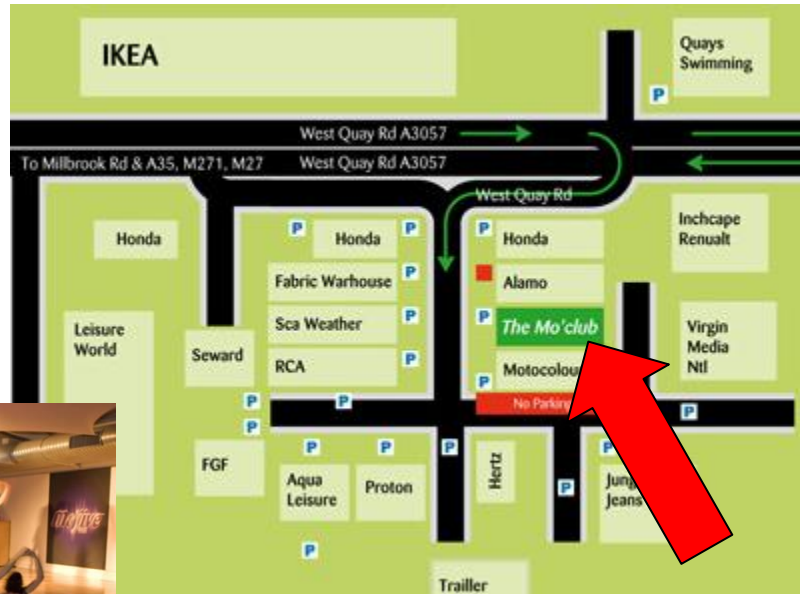 IKEA
Quays
Swimming
P
West Quay Rd A3057
To Millbrook Rd & A35, M271, M27
West Quay Rd A3057
West Quay Rd
Honda
P
Honda
P
P
Honda
Inchcape
Renualt
Fabric Warhouse
P
Alamo
Leisure
World
Sca Weather
P
P
The Mo'club
Virgin
Media
Ntl
Seward
RCA
P
Motocolour
P
P
P
No Parking
P
P
FGF
P
P
P
Hertz
P
Aqua
Leisure
Proton
P
Jeans
P
Trailler